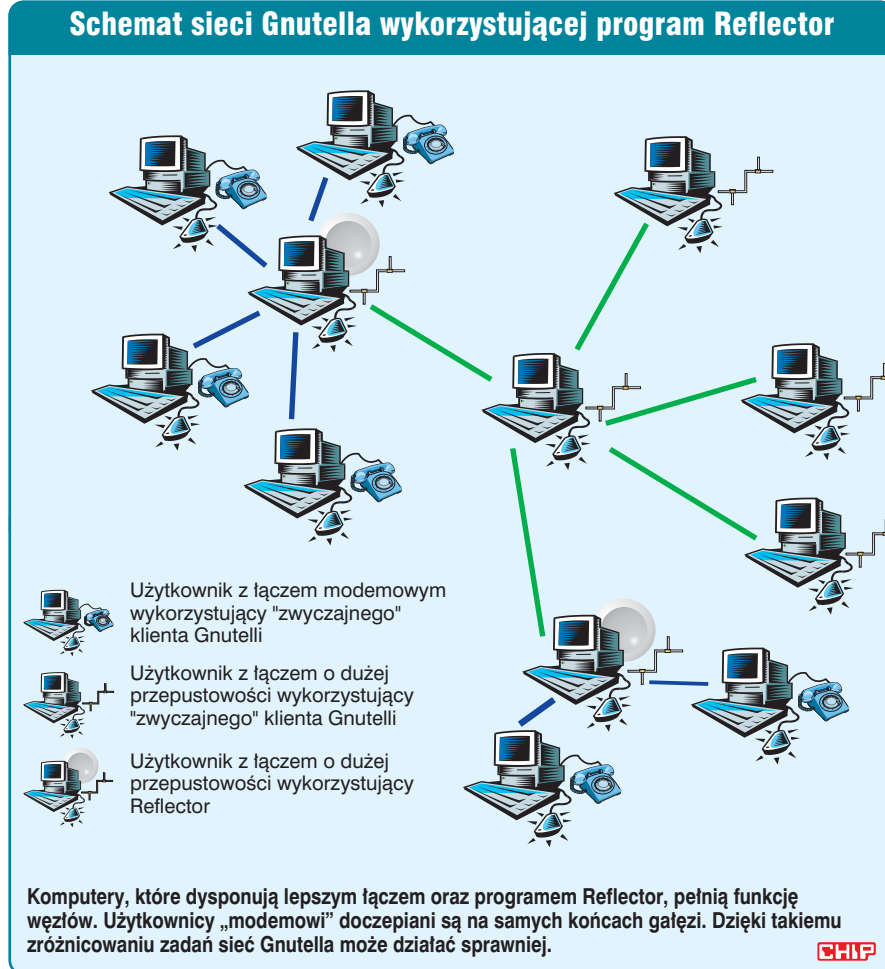 Schemat sieci Gnutella wykorzystującej program Reflector
Użytkownik z łączem modemowym
wykorzystujący "zwyczajnego"
klienta Gnutelli
Użytkownik z łączem o dużej
przepustowości wykorzystujący
"zwyczajnego" klienta Gnutelli
Użytkownik z łączem o dużej
przepustowości wykorzystujący
Reflector
Komputery, które dysponują lepszym łączem oraz programem Reflector, pełnią funkcję
węzłów. Użytkownicy „modemowi” doczepiani są na samych końcach gałęzi. Dzięki takiemu
zróżnicowaniu zadań sieć Gnutella może działać sprawniej.
CHIP